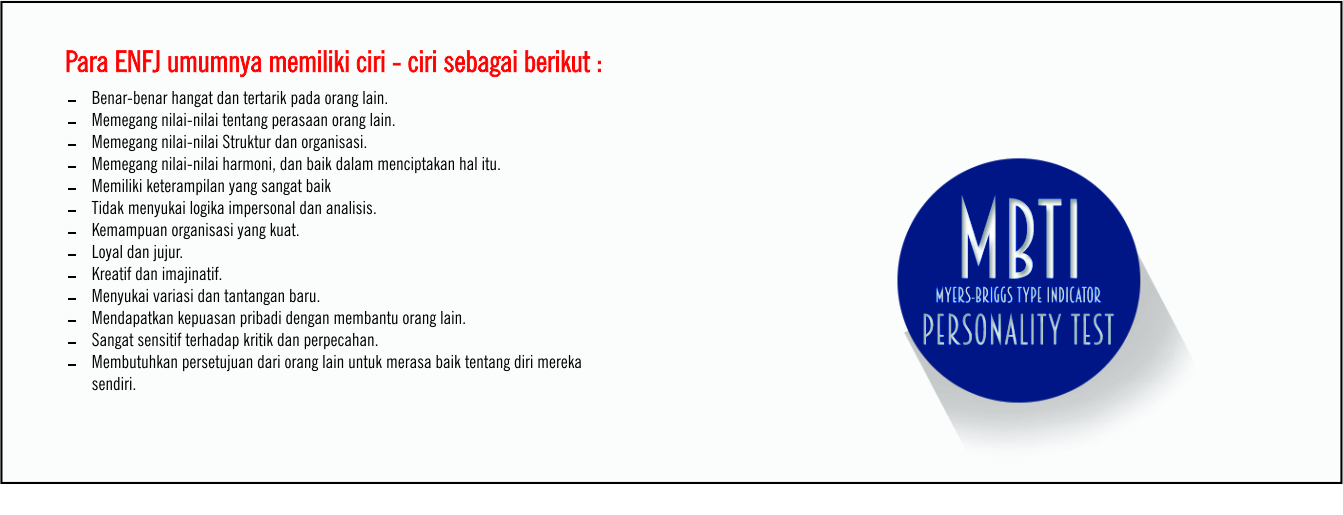 Para ENFJ umumnya memiliki ciri - ciri sebagai berikut :
- Benar-benar hangat dan tertarik pada orang lain.
- Memegang nilai-nilai tentang perasaan orang lain.
- Memegang nilai-nilai Struktur dan organisasi.
- Memegang nilai-nilai harmoni, dan baik dalam menciptakan hal itu.
- Memiliki keterampilan yang sangat baik
- Tidak menyukai logika impersonal dan analisis.
- Kemampuan organisasi yang kuat.
- Loyal dan jujur.
- Kreatif dan imajinatif.
- Menyukai variasi dan tantangan baru.
- Mendapatkan kepuasan pribadi dengan membantu orang lain.
- Sangat sensitif terhadap kritik dan perpecahan.
- Membutuhkan persetujuan dari orang lain untuk merasa baik tentang diri mereka
sendiri.
MBTI
MYERS-BRIGGS TYPE INDICATOR
PERSONALITY TEST